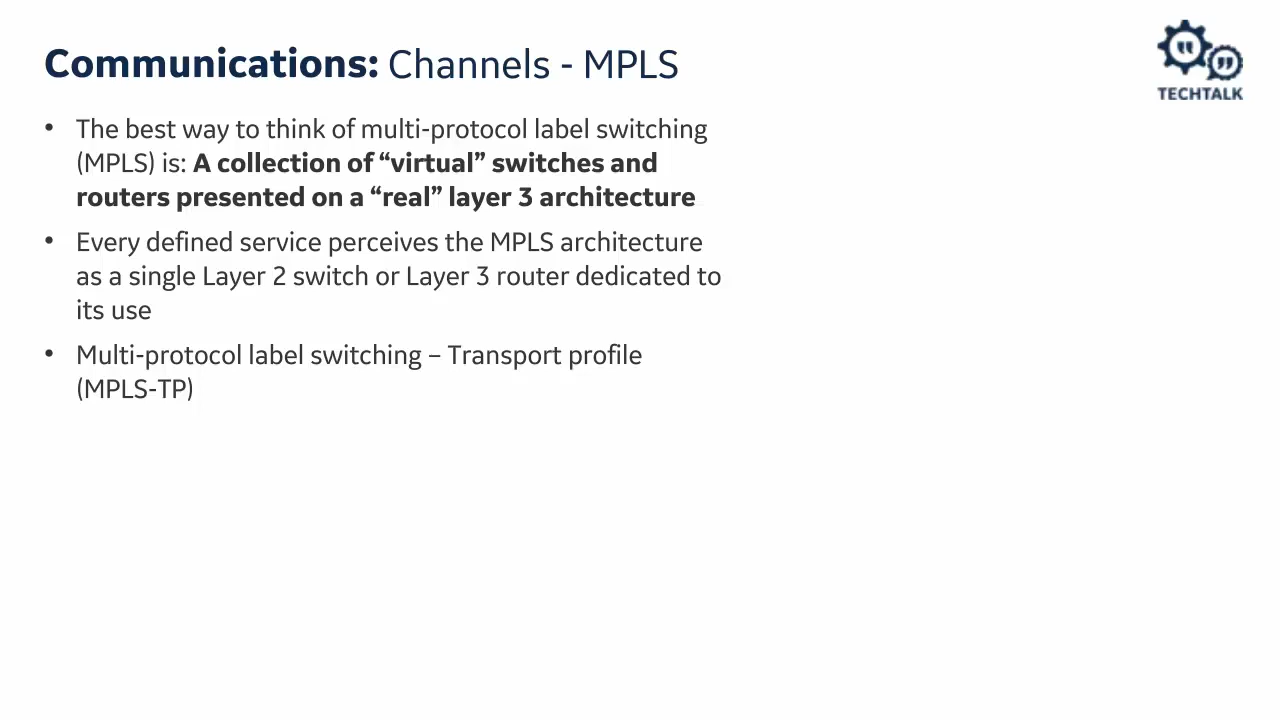 Communications: Channels - MPLS
TECHTALK
• The best way to think of multi-protocol label switching
(MPLS) is: A collection of “virtual” switches and
routers presented on a “real” layer 3 architecture
• Every defined service perceives the MPLS architecture
as a single Layer 2 switch or Layer 3 router dedicated to
its use
• Multi-protocol label switching – Transport profile
(MPLS-TP)